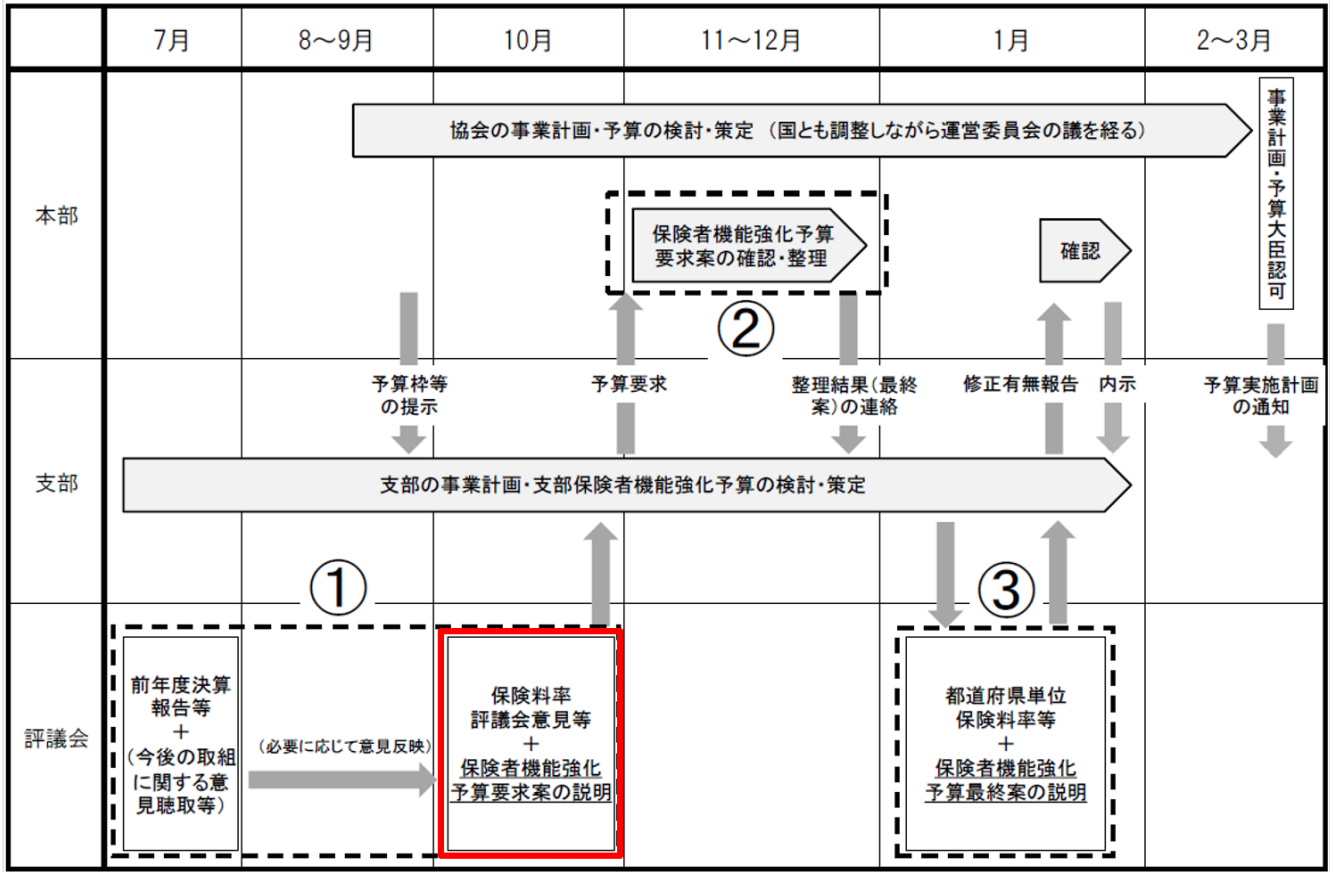 7月
8～9月
10月
11～12月
1月
2～3月
本部
協会の事業計画・予算の検討・策定 （国とも調整しながら運営委員会の議を経る）
事業計画・予算大臣認可
保険者機能強化予算
要求案の確認・整理
確認
②
予算枠等
の提示
予算要求
整理結果（最終
案）の連絡
修正有無報告
内示
予算実施計画
の通知
支部
支部の事業計画・支部保険者機能強化予算の検討・策定
①
③
評議会
前年度決算
報告等
＋
（今後の取組
に関する意
見聴取等）
（必要に応じて意見反映）
保険料率
評議会意見等
＋
保険者機能強化
予算要求案の説明
都道府県単位
保険料率等
＋
保険者機能強化
予算最終案の説明